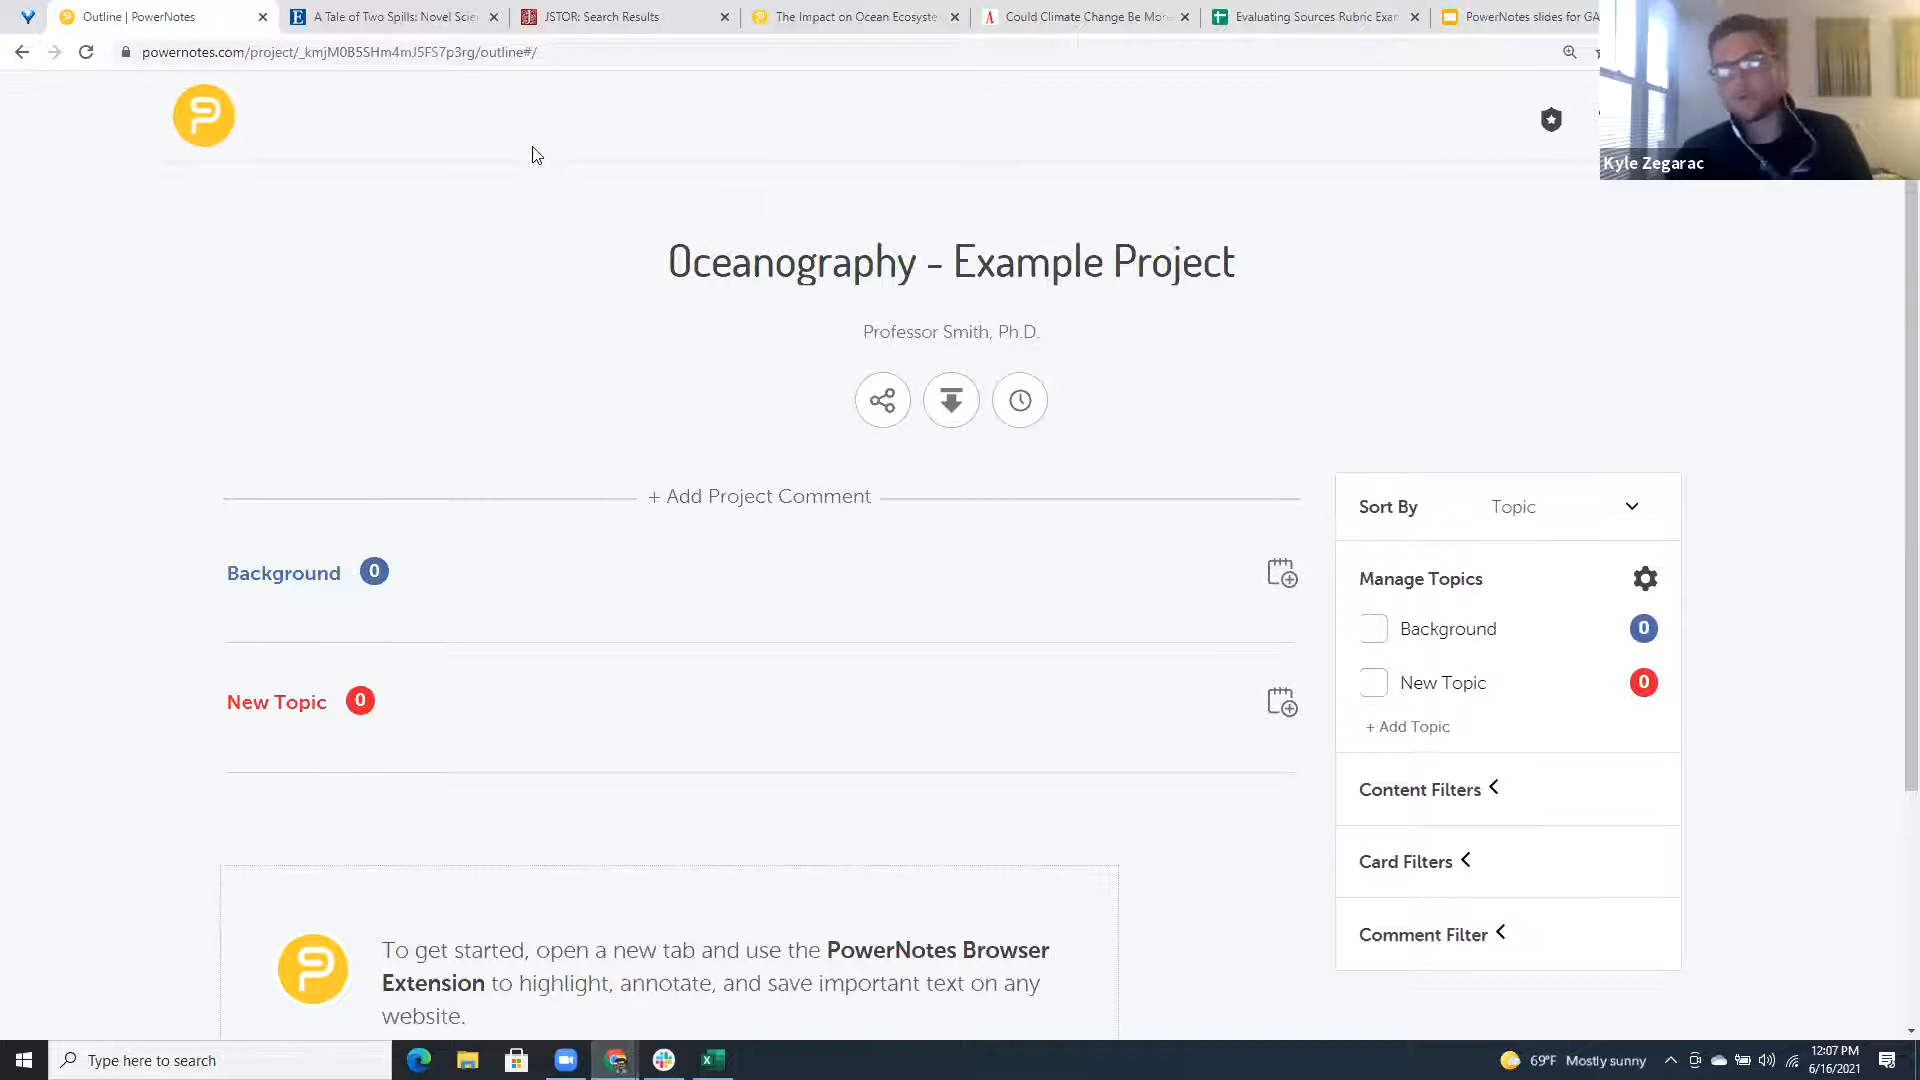 Outline | PowerNotes
A Tale of Two Spills: Novel Scie
JSTOR: Search Results
The Impact on Ocean Ecosyste
Could Climate Change Be More
Evaluating Sources Rubric Exam
PowerNotes slides for GA
powernotes.com/project/_kmjM0B5SHm4mJ5FS7p3rg/outline#/
Kyle Zegarac
Oceanography - Example Project
Professor Smith, Ph.D.
+ Add Project Comment
Sort By Topic
Background 0
Manage Topics
Background 0
New Topic 0
New Topic 0
+ Add Topic
Content Filters
Card Filters
Comment Filter
To get started, open a new tab and use the PowerNotes Browser
Extension to highlight, annotate, and save important text on any
website.
Type here to search
69°F Mostly sunny
12:07 PM
6/16/2021